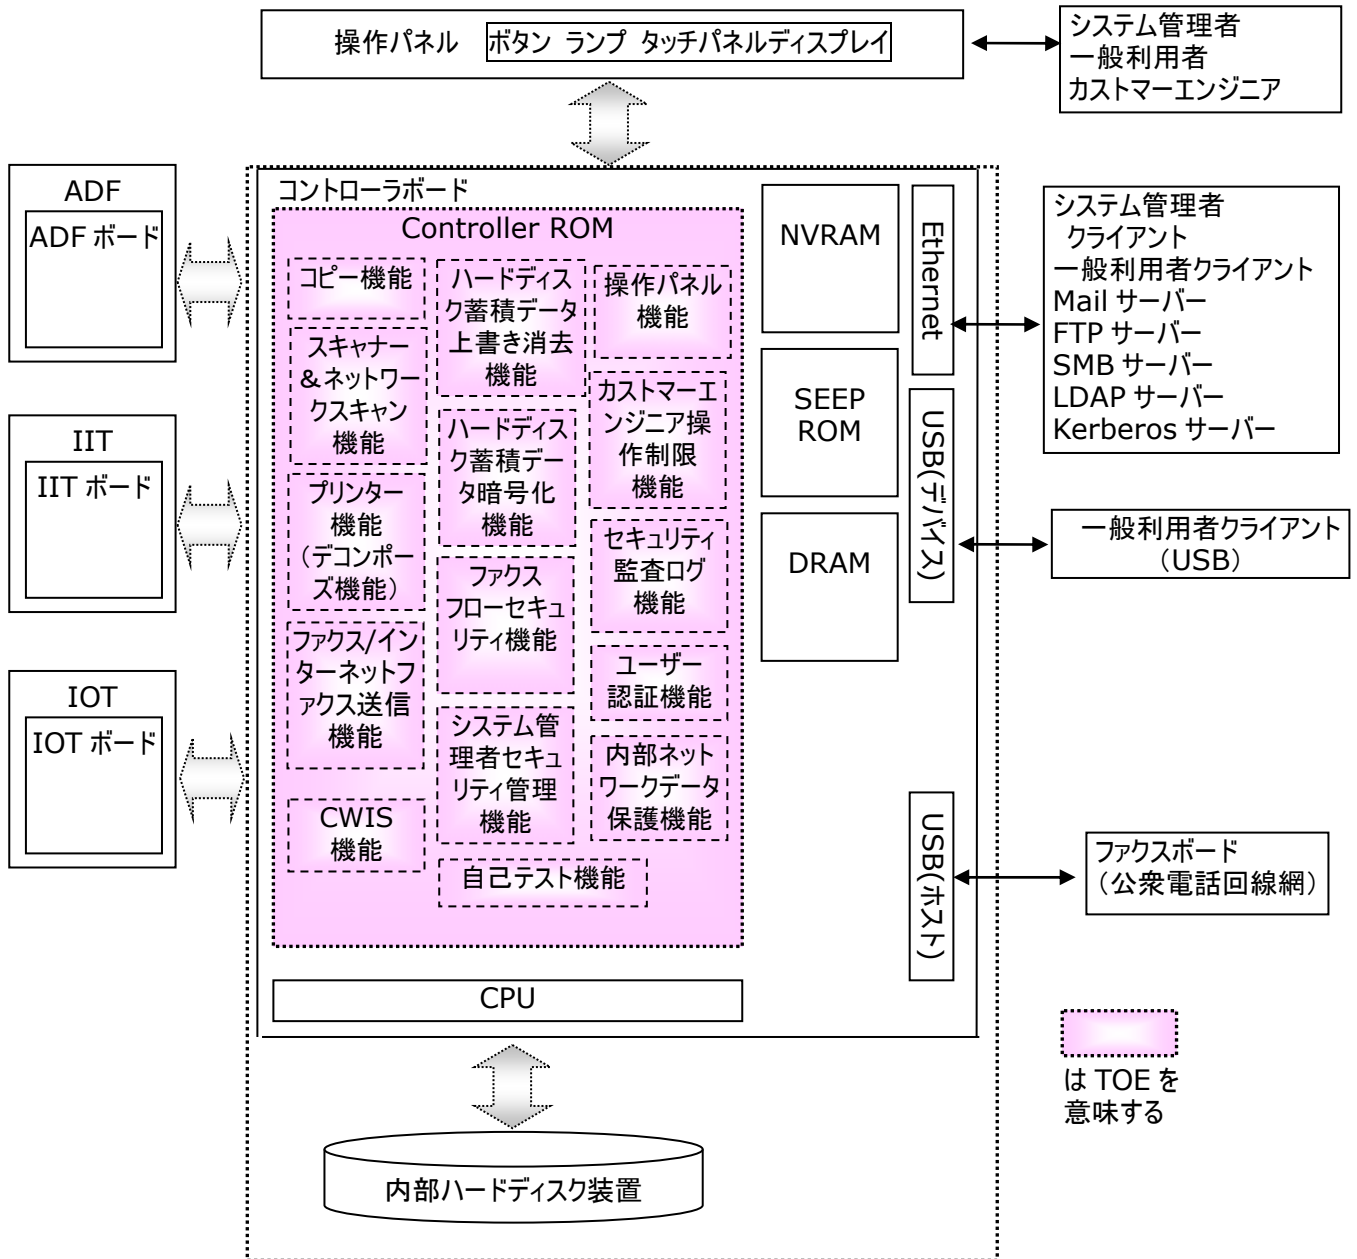 操作パネル ボタン ランプ タッチパネルディスプレイ
システム管理者
一般利用者
カストマーエンジニア
ADF
ADF ボード
IIT
IIT ボード
IOT
IOT ボード
コントローラボード
Controller ROM
コピー機能
スキャナー
&ネットワー
クスキャン
機能
プリンター
機能
(デコンポー
ズ機能)
ファクス/イン
ターネットフ
ァクス送信
機能
CWIS
機能
ハードディス
ク蓄積データ
上書き消去
機能
ハードディス
ク蓄積デー
タ暗号化
機能
ファクス
フローセキュ
リティ機能
システム管
理者セキュ
リティ管理
機能
自己テスト機能
操作パネル
機能
カストマーエ
ンジニア操
作制限
機能
セキュリティ
監査ログ
機能
ユーザー
認証機能
内部ネット
ワークデータ
保護機能
NVRAM
SEEP
ROM
DRAM
Ethernet
USB(デバイス)
USB(ホスト)
CPU
内部ハードディスク装置
システム管理者
クライアント
一般利用者クライアント
Mail サーバー
FTP サーバー
SMB サーバー
LDAP サーバー
Kerberos サーバー
一般利用者クライアント
(USB)
ファクスボード
(公衆電話回線網)
は TOE を
意味する